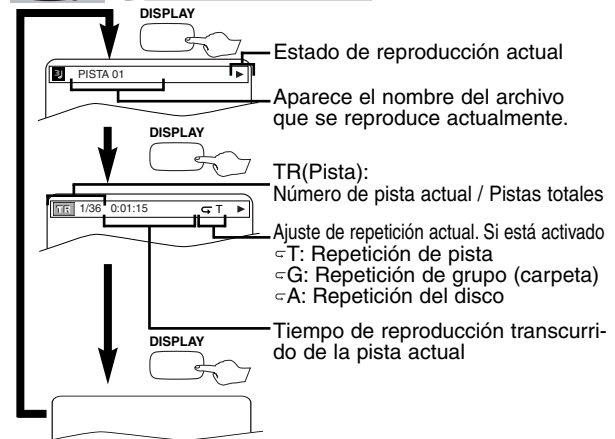 DISPLAY
Estado de reproducción actual
PISTA 01 ►
Aparece el nombre del archivo
que se reproduce actualmente.
DISPLAY
TR(Pista):
Número de pista actual / Pistas totales
TR 1/36 0:01:15 T ►
Ajuste de repetición actual. Si está activado
T: Repetición de pista
G: Repetición de grupo (carpeta)
A: Repetición del disco
Tiempo de reproducción transcurri-
do de la pista actual
DISPLAY